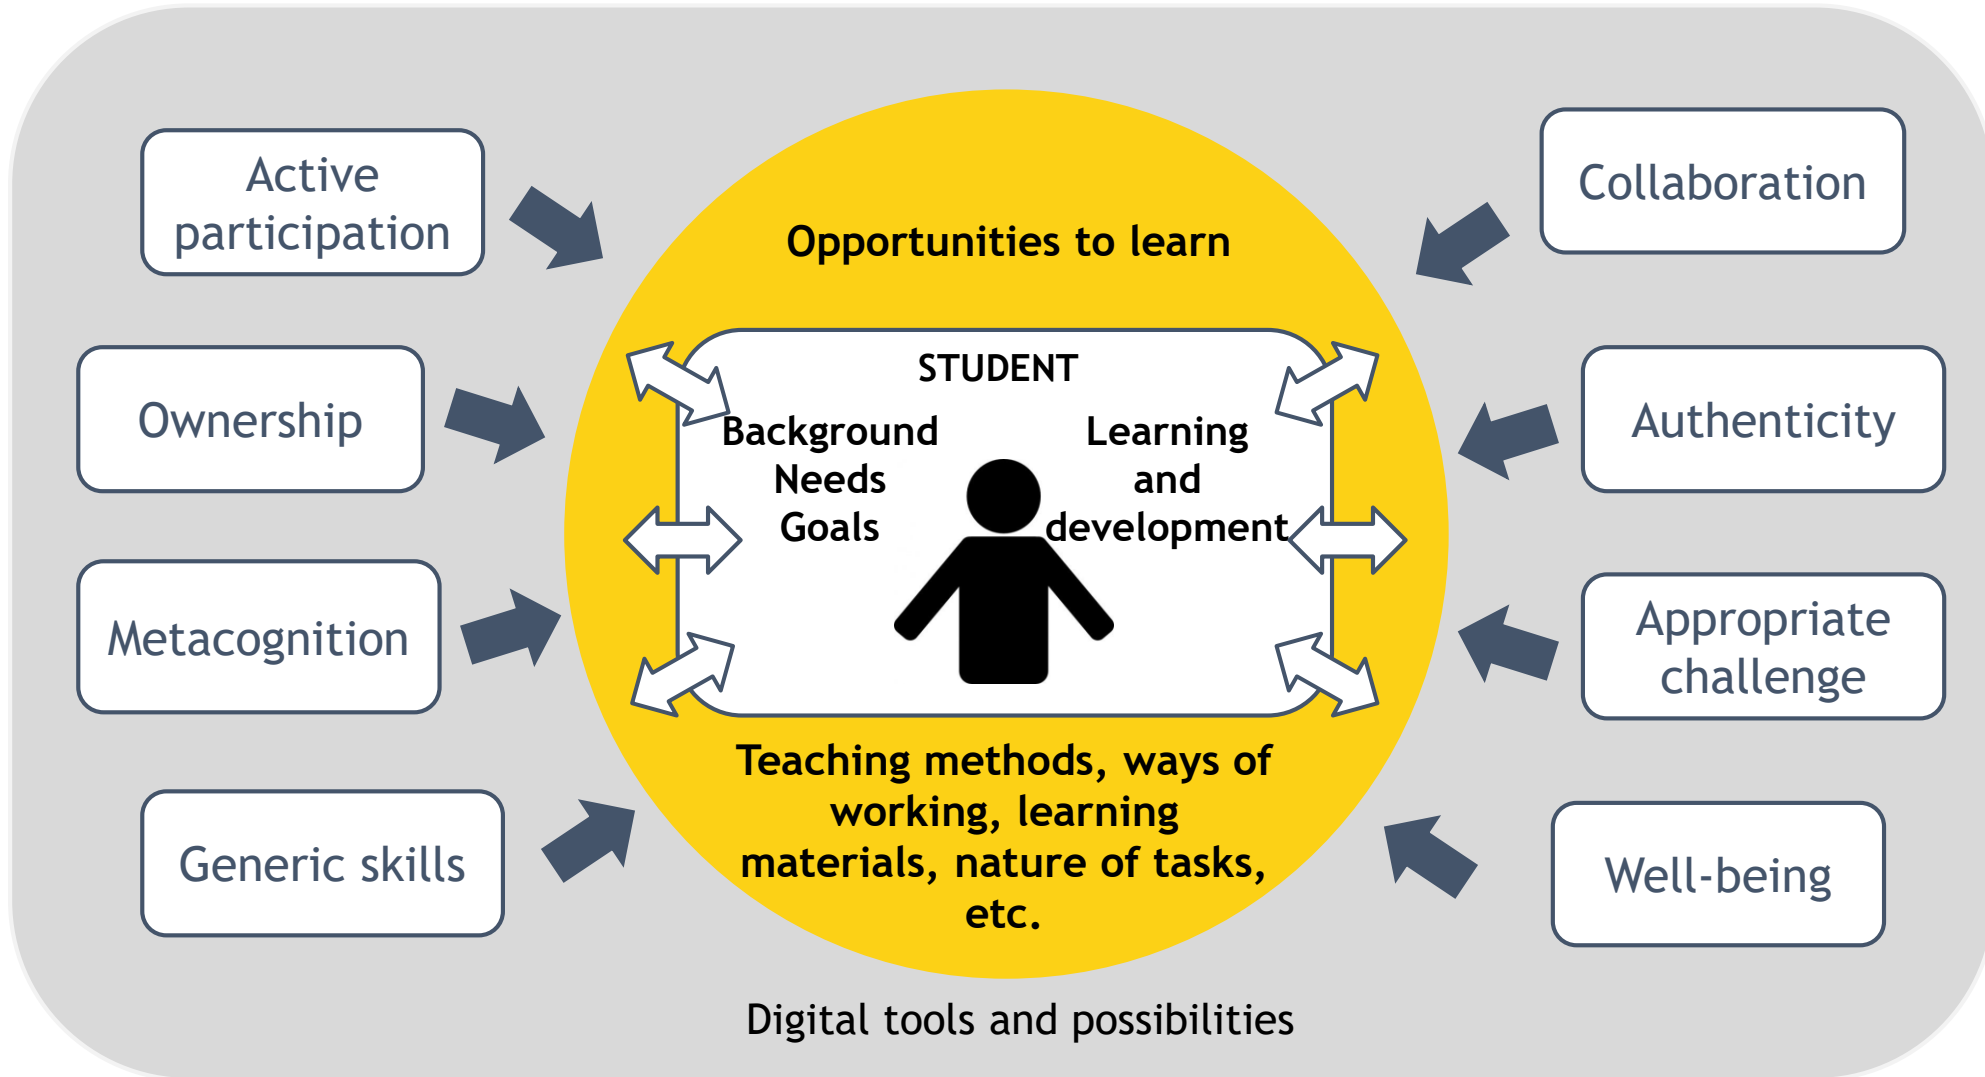 Active
participation
Ownership
Metacognition
Generic skills
Opportunities to learn
STUDENT
Background
Needs
Goals
Learning
and
development
Teaching methods, ways of
working, learning
materials, nature of tasks,
etc.
Collaboration
Authenticity
Appropriate
challenge
Well-being
Digital tools and possibilities